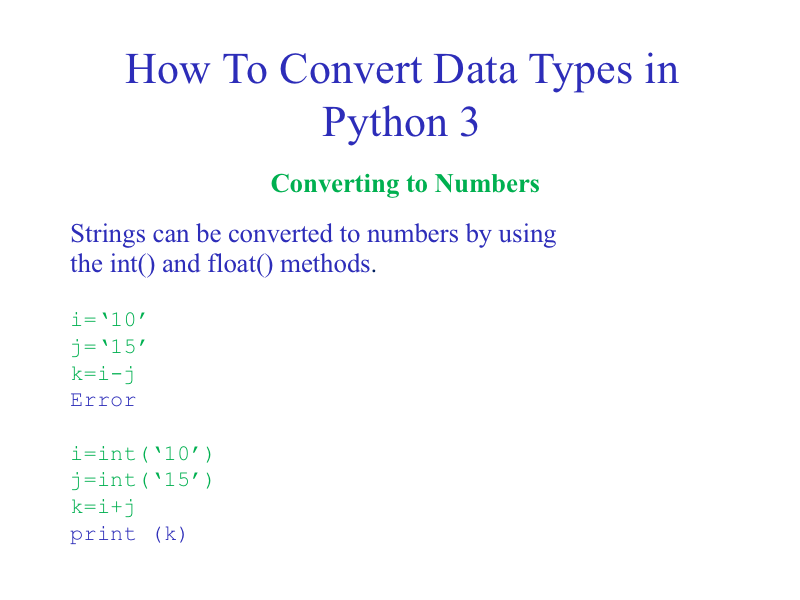 How To Convert Data Types in
Python 3
Converting to Numbers
Strings can be converted to numbers by using
the int() and float() methods.
i=‘10’
j=‘15’
k=i-j
Error
i=int(‘10’)
j=int(‘15’)
k=i+j
print (k)